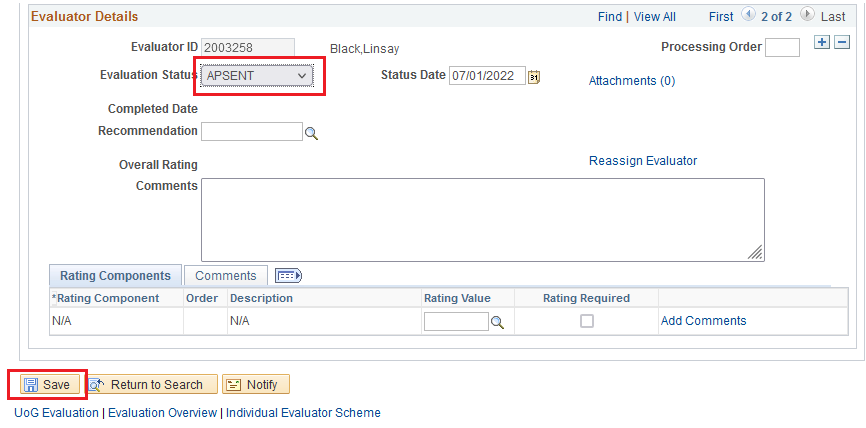 Evaluator Details Find | View All First 2 of 2 Last
Evaluator ID 2003258 Black,Linsay Processing Order
Evaluation Status APSENT Status Date 07/01/2022 31 Attachments (0)
Completed Date
Recommendation
Overall Rating Reassign Evaluator
Comments
Rating Components Comments
*Rating Component Order Description Rating Value Rating Required
N/A N/A Add Comments
Save Return to Search Notify
UoG Evaluation | Evaluation Overview | Individual Evaluator Scheme